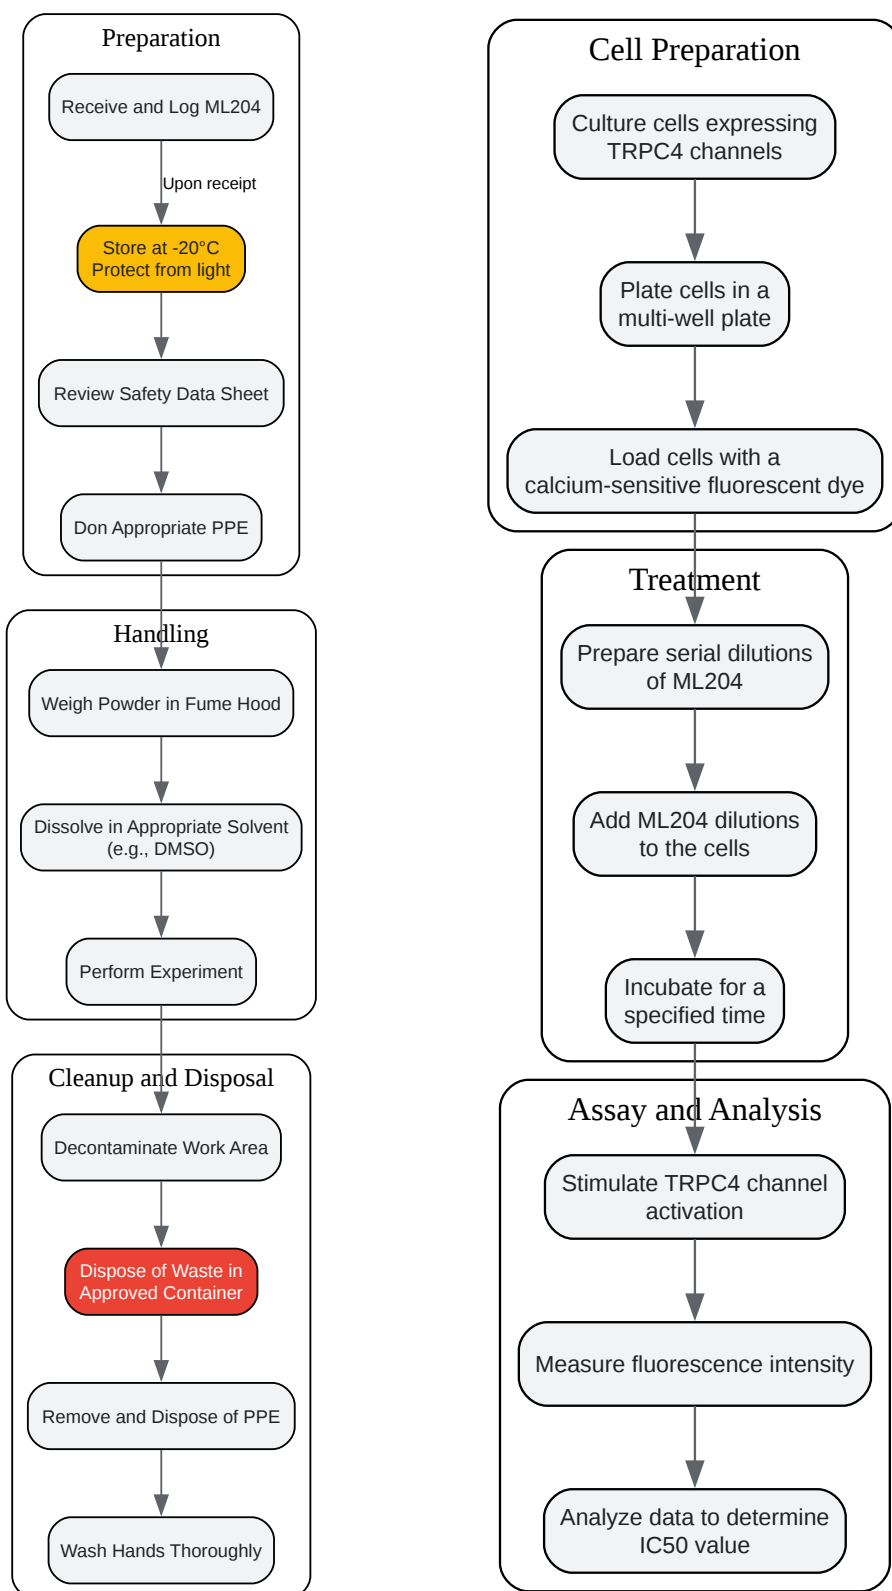 Preparation
Receive and Log ML204
Upon receipt
Store at -20°C
Protect from light
Review Safety Data Sheet
Don Appropriate PPE
Handling
Weigh Powder in Fume Hood
Dissolve in Appropriate Solvent
(e.g., DMSO)
Perform Experiment
Cleanup and Disposal
Decontaminate Work Area
Dispose of Waste in
Approved Container
Remove and Dispose of PPE
Wash Hands Thoroughly
Cell Preparation
Culture cells expressing
TRPC4 channels
Plate cells in a
multi-well plate
Load cells with a
calcium-sensitive fluorescent dye
Treatment
Prepare serial dilutions
of ML204
Add ML204 dilutions
to the cells
Incubate for a
specified time
Assay and Analysis
Stimulate TRPC4 channel
activation
Measure fluorescence intensity
Analyze data to determine
IC50 value